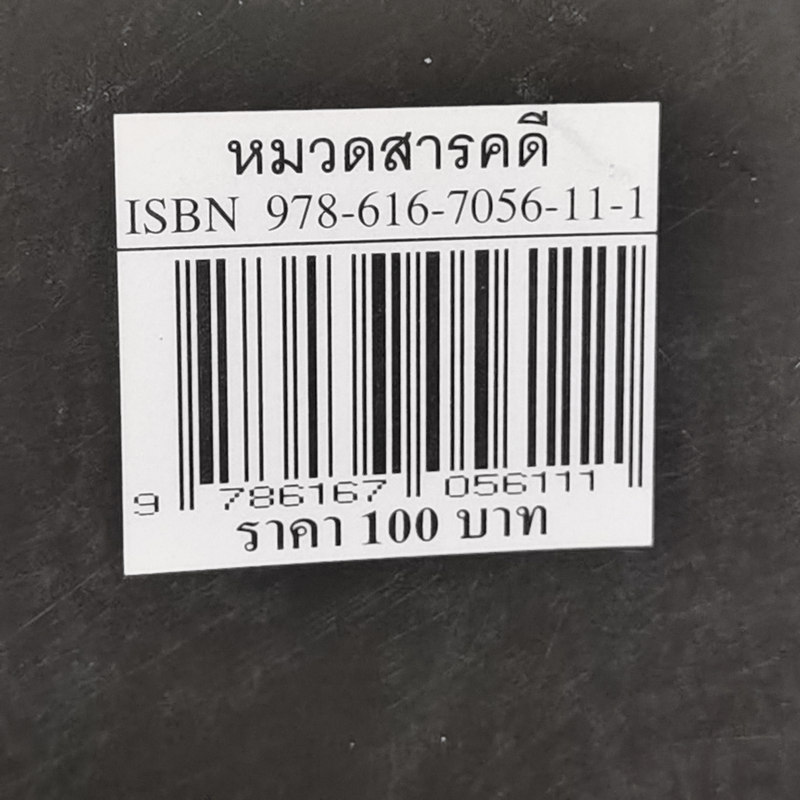 หมวดสารคดี
ISBN 978-616-7056-11-1
9 786167 056111
ราคา 100 บาท